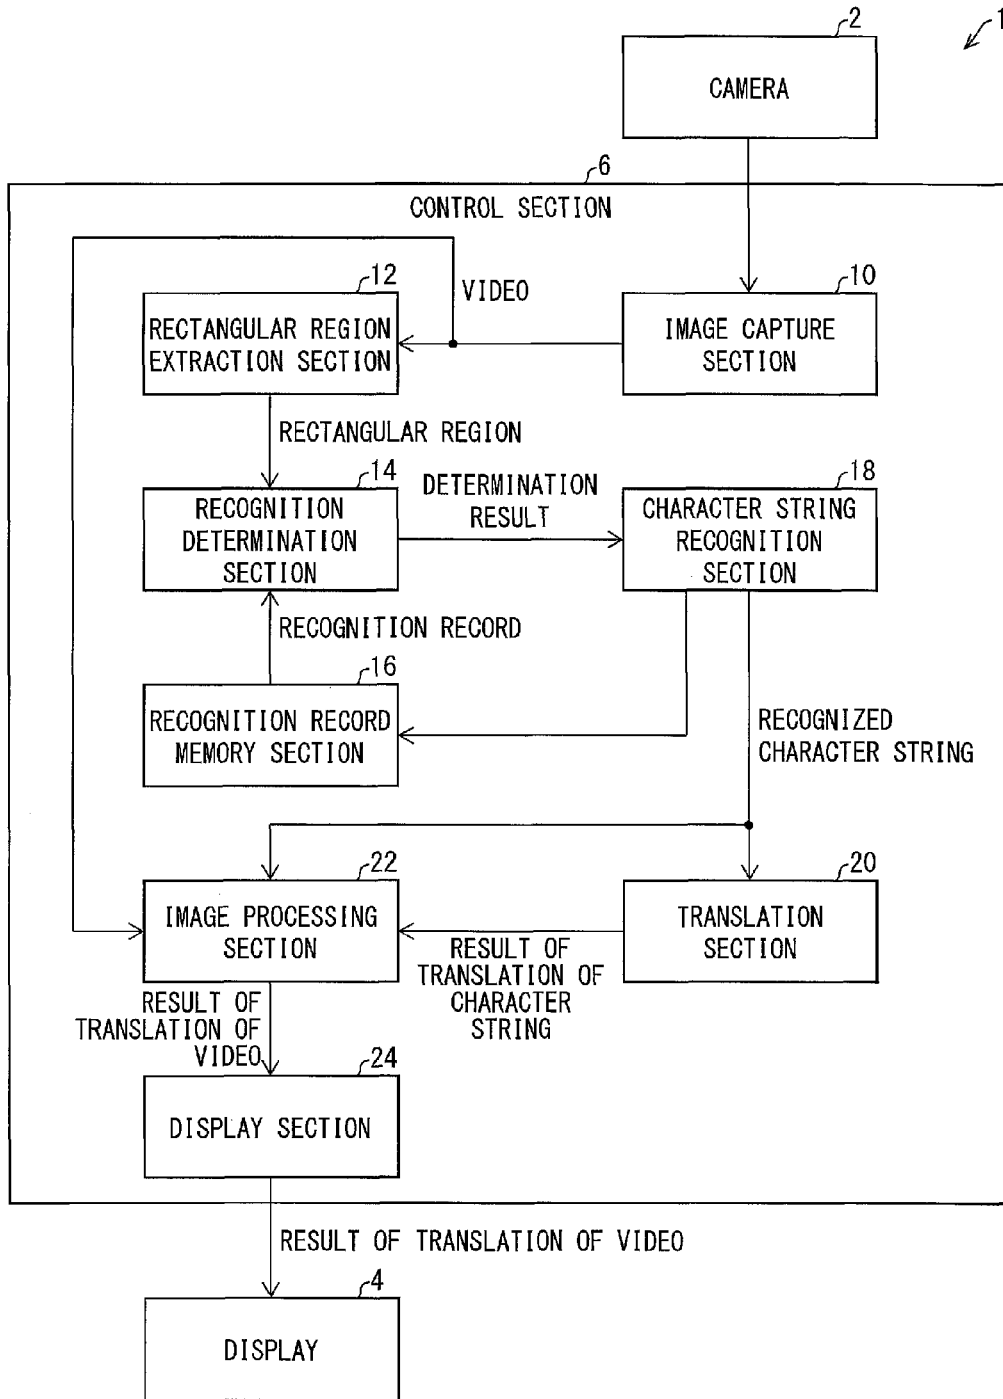 1
2
CAMERA
6
CONTROL SECTION
12
RECTANGULAR REGION
EXTRACTION SECTION
VIDEO
10
IMAGE CAPTURE
SECTION
RECTANGULAR REGION
14
RECOGNITION
DETERMINATION
SECTION
DETERMINATION
RESULT
18
CHARACTER STRING
RECOGNITION
SECTION
RECOGNITION RECORD
16
RECOGNITION RECORD
MEMORY SECTION
RECOGNIZED
CHARACTER STRING
22
IMAGE PROCESSING
SECTION
20
TRANSLATION
SECTION
RESULT OF
TRANSLATION OF
CHARACTER
STRING
RESULT OF
TRANSLATION OF
VIDEO
24
DISPLAY SECTION
RESULT OF TRANSLATION OF VIDEO
4
DISPLAY